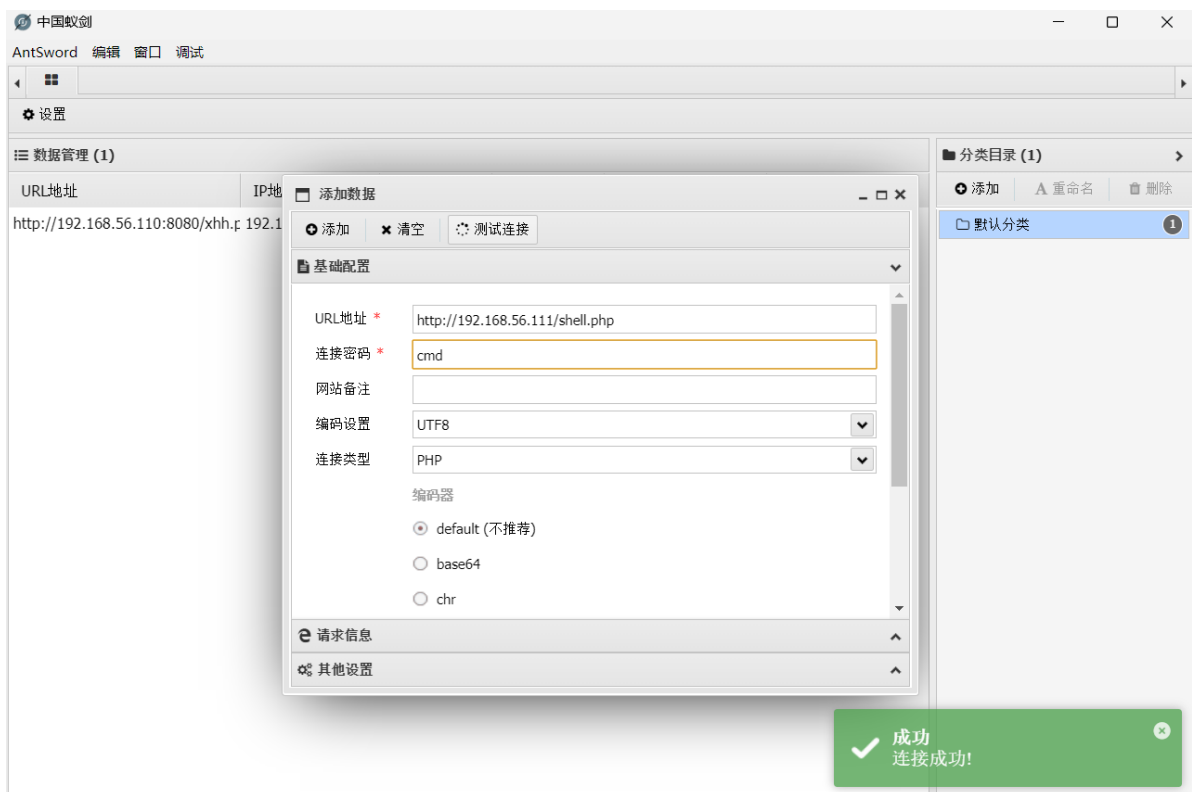 中国蚁剑
AntSword 编辑 窗口 调试
设置
数据管理 (1)
URL地址 IP地
http://192.168.56.110:8080/xhh.p 192.1
添加数据
添加 清空 测试连接
基础配置
URL地址 * http://192.168.56.111/shell.php
连接密码 * cmd
网站备注
编码设置 UTF8
连接类型 PHP
编码器
default (不推荐)
base64
chr
请求信息
其他设置
分类目录 (1)
添加 A 重命名 删除
默认分类 1
成功
连接成功!